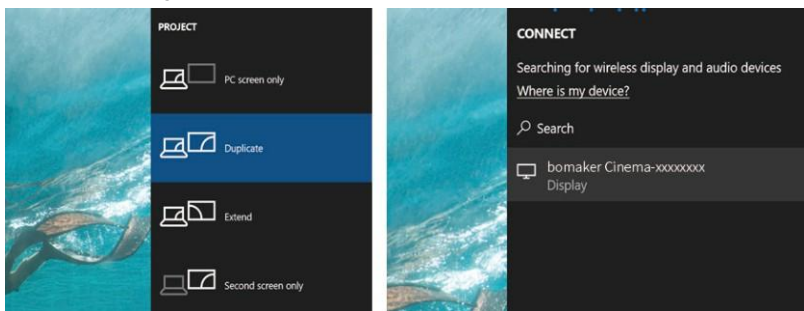 PROJECT
PC screen only
Duplicate
Extend
Second screen only
CONNECT
Searching for wireless display and audio devices
Where is my device?
Search
bomaker Cinema-xxxxxxxx
Display